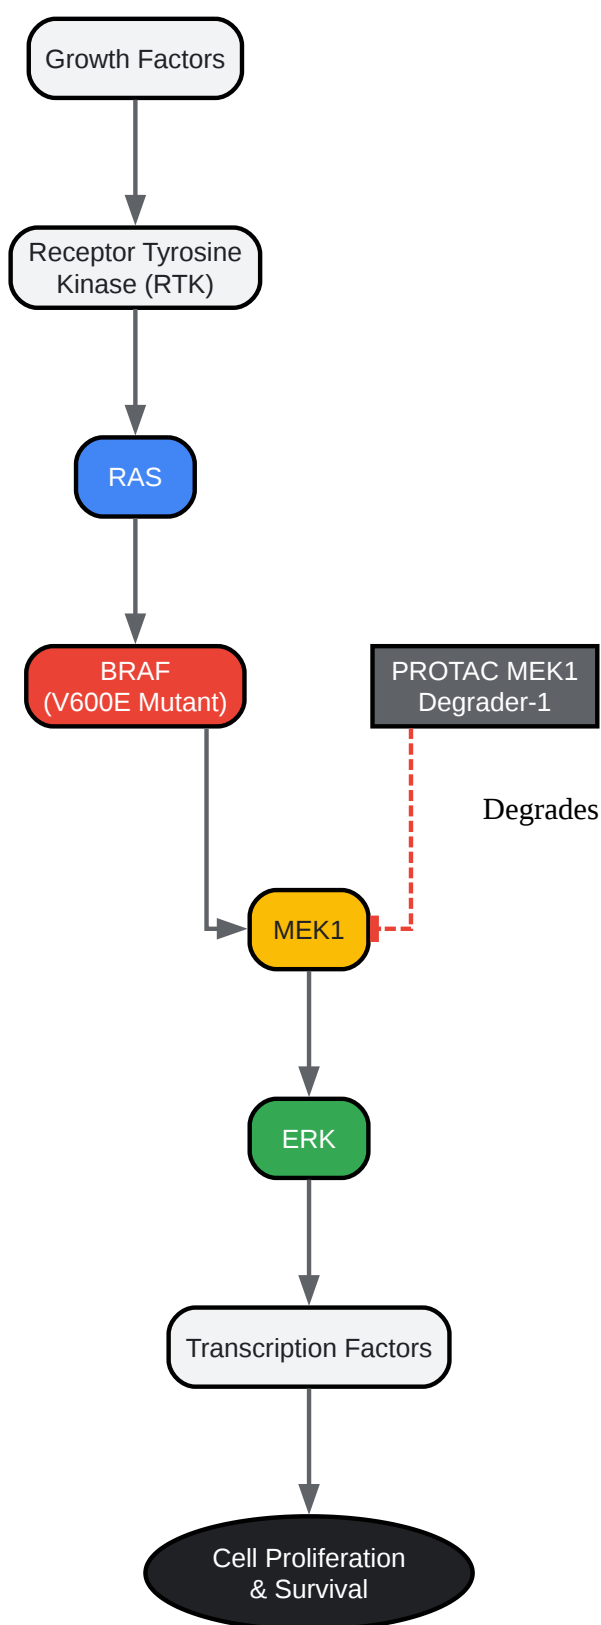 Growth Factors
Receptor Tyrosine
Kinase (RTK)
RAS
BRAF
(V600E Mutant)
PROTAC MEK1
Degrader-1
Degrades
MEK1
ERK
Transcription Factors
Cell Proliferation
& Survival